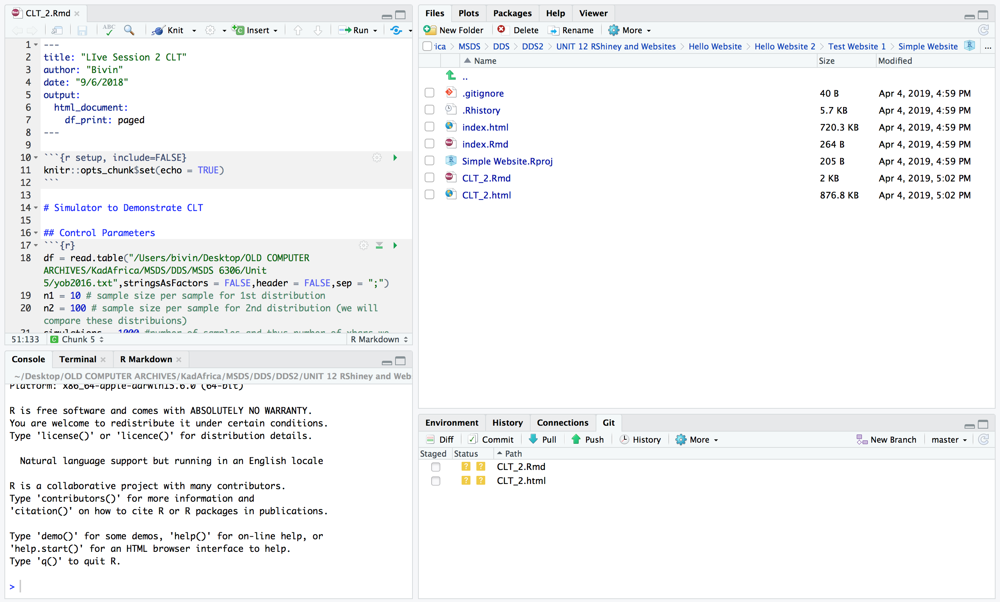 CLT_2.Rmd
ABC Knit Insert Run
1 ---
2 title: "LIve Session 2 CLT"
3 author: "Bivin"
4 date: "9/6/2018"
5 output:
6 html_document:
7 df_print: paged
8 ---
9
10 ```{r setup, include=FALSE}
11 knitr::opts_chunk$set(echo = TRUE)
12 ```
13
14 # Simulator to Demonstrate CLT
15
16 ## Control Parameters
17 ```{r}
18 df = read.table("/Users/bivin/Desktop/OLD COMPUTER
ARCHIVES/KadAfrica/MSDS/DDS/MSDS 6306/Unit
5/yob2016.txt",stringsAsFactors = FALSE,header = FALSE,sep = ";")
19 n1 = 10 # sample size per sample for 1st distribution
20 n2 = 100 # sample size per sample for 2nd distribution (we will
compare these distribuions)
21 simulations 1000 #number of samples and thus number of xbars we
51:133 C Chunk 5 R Markdown
Console Terminal R Markdown
~/Desktop/OLD COMPUTER ARCHIVES/KadAfrica/MSDS/DDS/DDS2/UNIT 12 RShiney and Web
Platform: x86_64-apple-darwin15.6.0 (64-bit)
R is free software and comes with ABSOLUTELY NO WARRANTY.
You are welcome to redistribute it under certain conditions.
Type 'license()' or 'licence()' for distribution details.
Natural language support but running in an English locale
R is a collaborative project with many contributors.
Type 'contributors()' for more information and
'citation()' on how to cite R or R packages in publications.
Type 'demo()' for some demos, 'help()' for on-line help, or
'help.start()' for an HTML browser interface to help.
Type 'q()' to quit R.
>
Files Plots Packages Help Viewer
New Folder Delete Rename More
rica MSDS DDS DDS2 UNIT 12 RShiney and Websites Hello Website Hello Website 2 Test Website 1 Simple Website R ...
Name Size Modified
..
.gitignore 40 B Apr 4, 2019, 4:59 PM
.Rhistory 5.7 KB Apr 4, 2019, 4:59 PM
index.html 720.3 KB Apr 4, 2019, 4:59 PM
index.Rmd 264 B Apr 4, 2019, 4:59 PM
Simple Website.Rproj 205 B Apr 4, 2019, 4:59 PM
CLT_2.Rmd 2 KB Apr 4, 2019, 5:02 PM
CLT_2.html 876.8 KB Apr 4, 2019, 5:02 PM
Environment History Connections Git
Diff Commit Pull Push History More New Branch master
Staged Status Path
? ? CLT_2.Rmd
? ? CLT_2.html